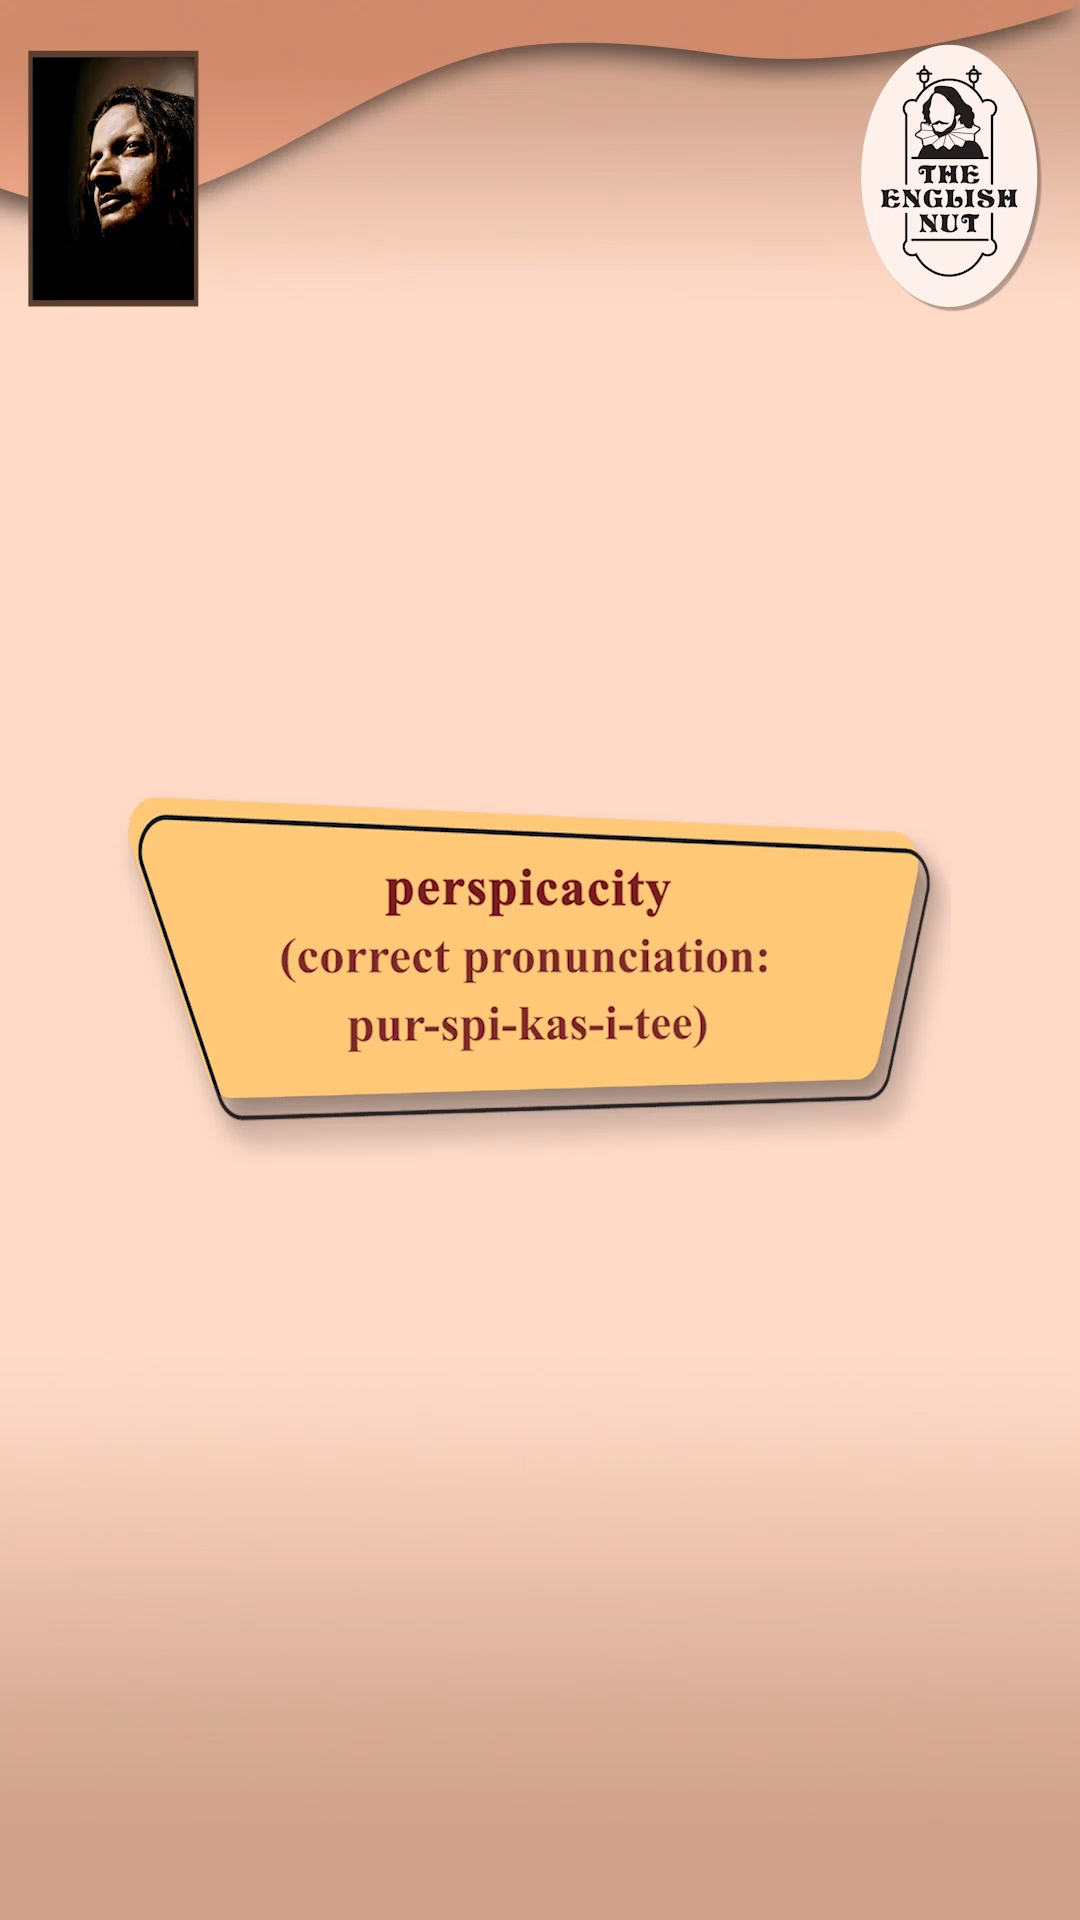 THE
ENGLISH
NUT
perspicacity
(correct pronunciation:
pur-spi-kas-i-tee)